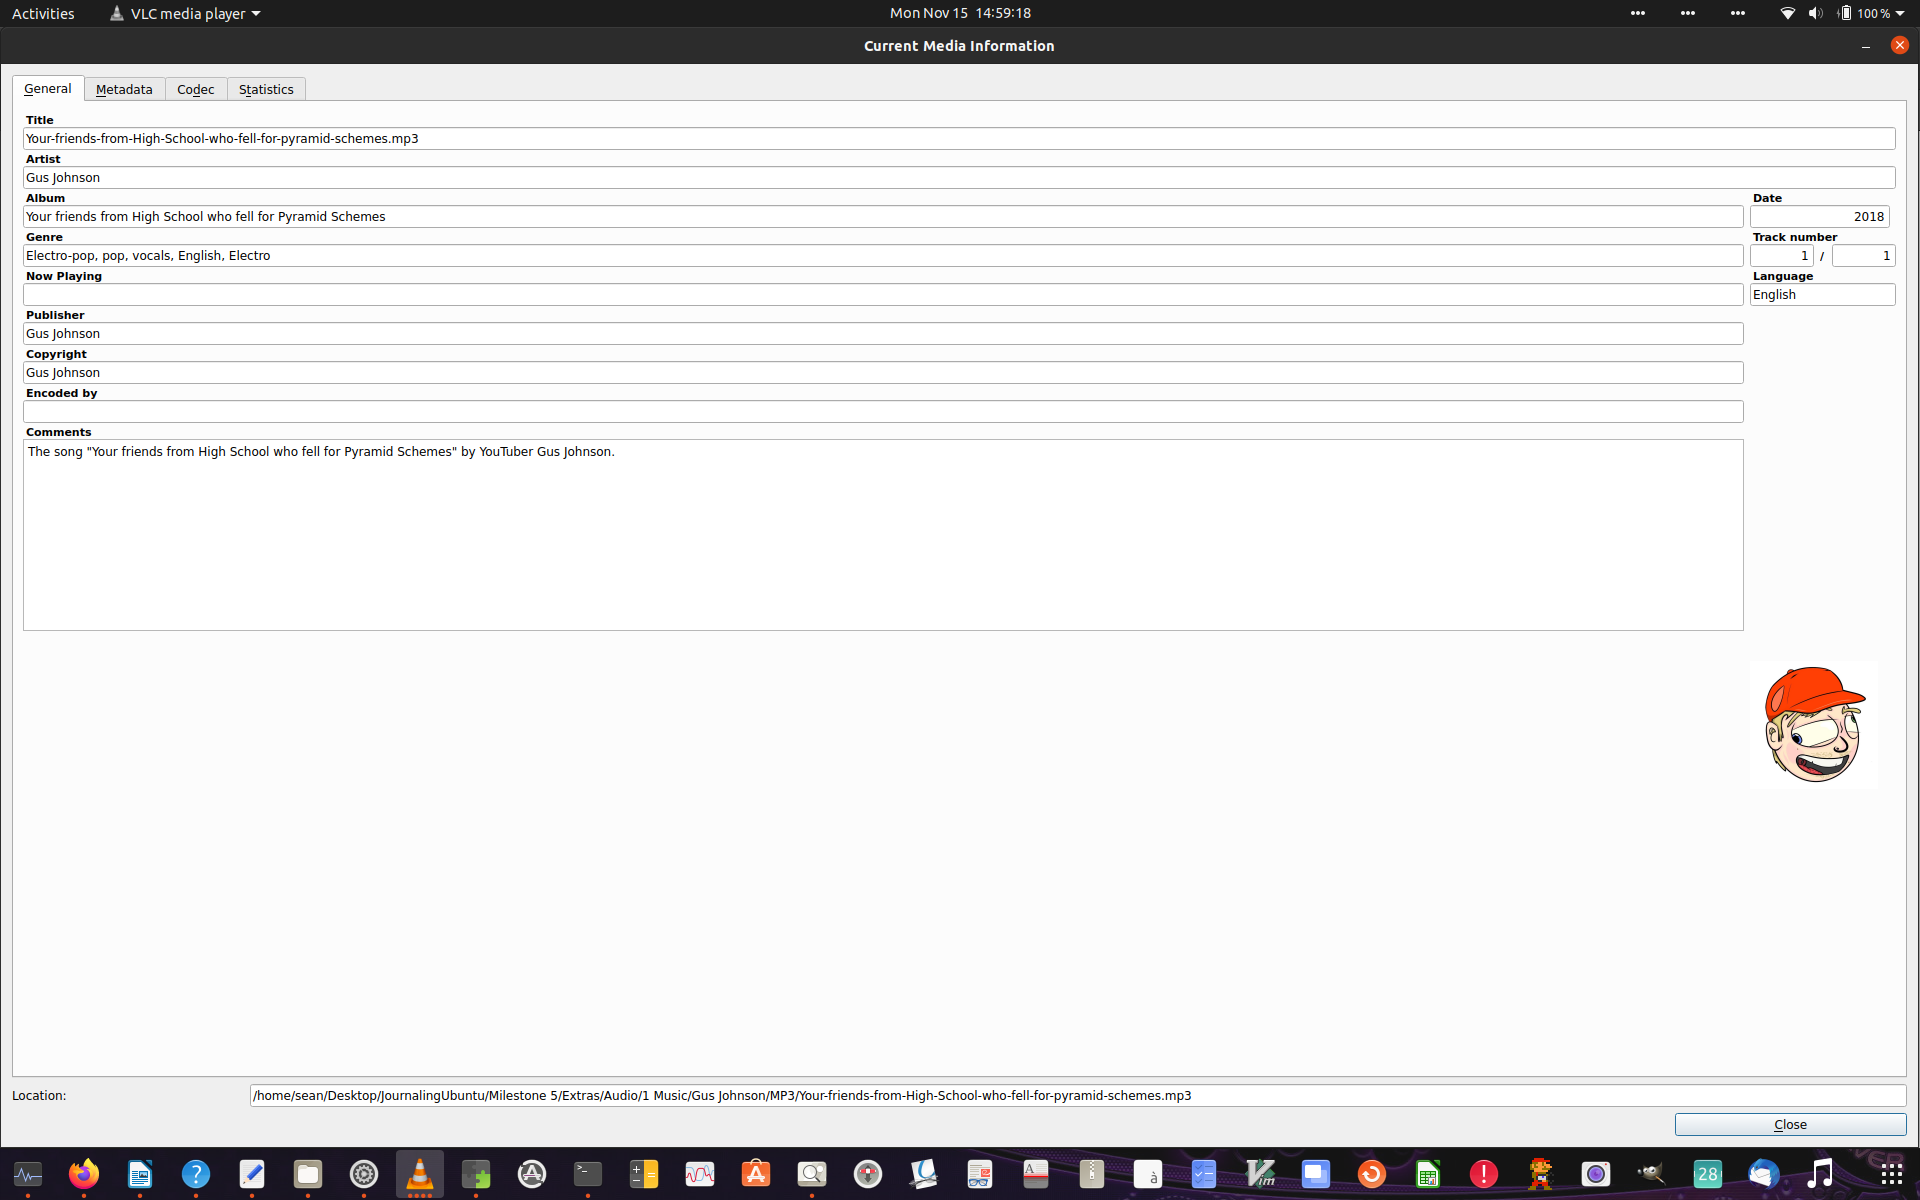 Activities
VLC media player
Mon Nov 15 14:59:18
100 %
Current Media Information
General
Metadata
Codec
Statistics
Title
Your-friends-from-High-School-who-fell-for-pyramid-schemes.mp3
Artist
Gus Johnson
Album
Date
Your friends from High School who fell for Pyramid Schemes
2018
Genre
Track number
Electro-pop, pop, vocals, English, Electro
1 / 1
Now Playing
Language
English
Publisher
Gus Johnson
Copyright
Gus Johnson
Encoded by
Comments
The song "Your friends from High School who fell for Pyramid Schemes" by YouTuber Gus Johnson.
Location:
/home/sean/Desktop/JournalingUbuntu/Milestone 5/Extras/Audio/1 Music/Gus Johnson/MP3/Your-friends-from-High-School-who-fell-for-pyramid-schemes.mp3
Close
?
>_
A
à
Vim
!
28